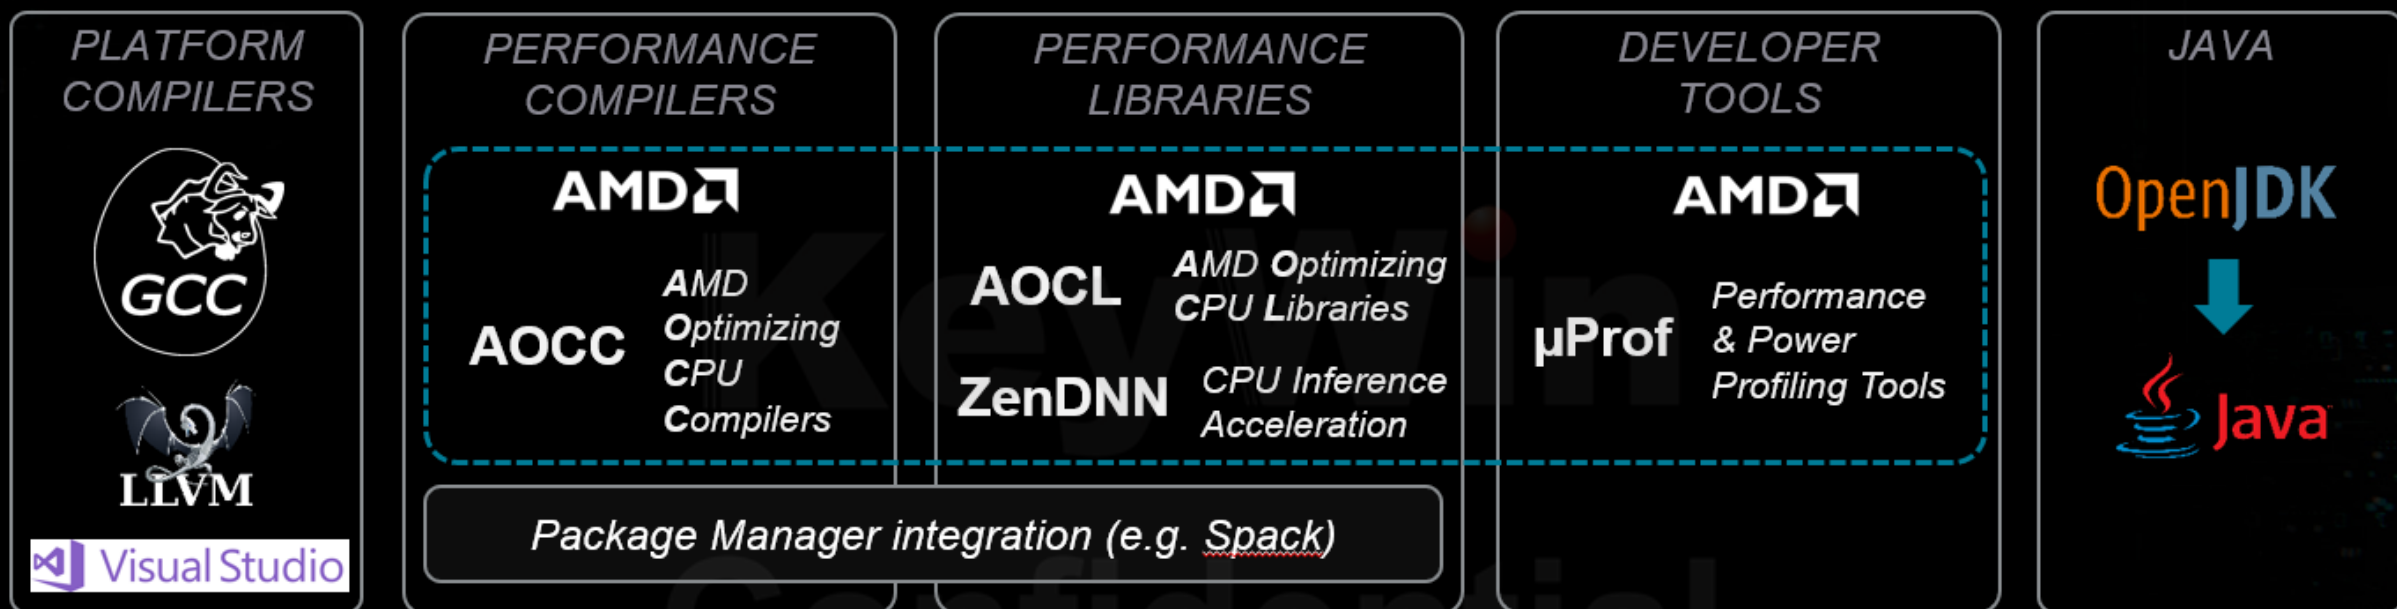 PLATFORM
COMPILERS
GCC
LLVM
Visual Studio
PERFORMANCE
COMPILERS
AMD
AOCC
AMD
Optimizing
CPU
Compilers
PERFORMANCE
LIBRARIES
AMD
AOCL
AMD Optimizing
CPU Libraries
ZenDNN
CPU Inference
Acceleration
Package Manager integration (e.g. Spack)
DEVELOPER
TOOLS
AMD
µProf
Performance
& Power
Profiling Tools
JAVA
OpenJDK
Java
KeyWin
Confidential